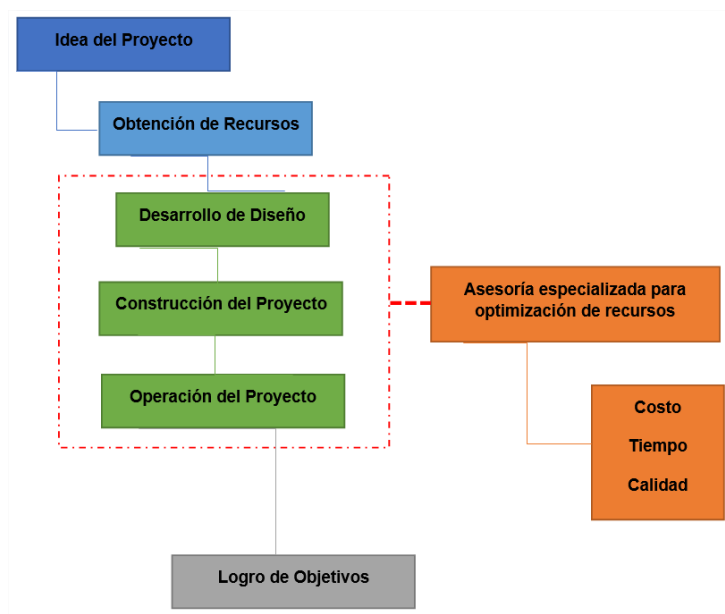 Idea del Proyecto
Obtención de Recursos
Desarrollo de Diseño
Construcción del Proyecto
Operación del Proyecto
Asesoría especializada para
optimización de recursos
Costo
Tiempo
Calidad
Logro de Objetivos